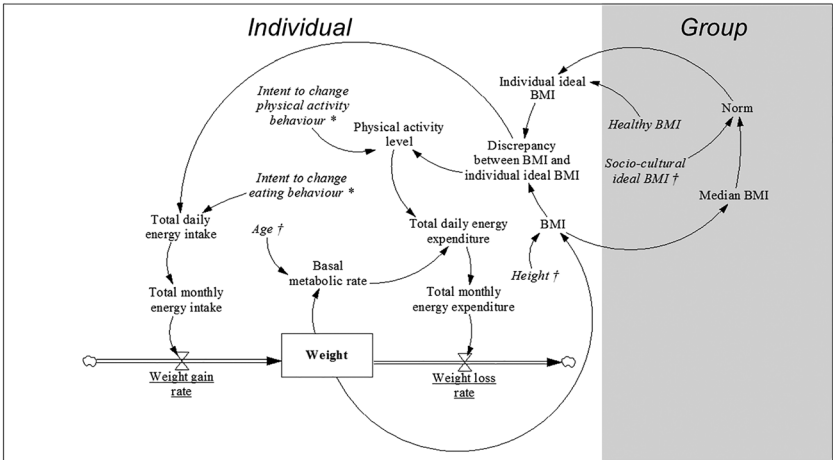 Individual
Group
Individual ideal
BMI
Intent to change
physical activity
behaviour *
Norm
Healthy BMI
Physical activity
level
Discrepancy
between BMI and
individual ideal BMI
Socio-cultural
ideal BMI †
Intent to change
eating behaviour *
Median BMI
Total daily
energy intake
Age †
Total daily energy
expenditure
BMI
Basal
metabolic rate
Height †
Total monthly
energy intake
Total monthly
energy expenditure
Weight
Weight gain
rate
Weight loss
rate